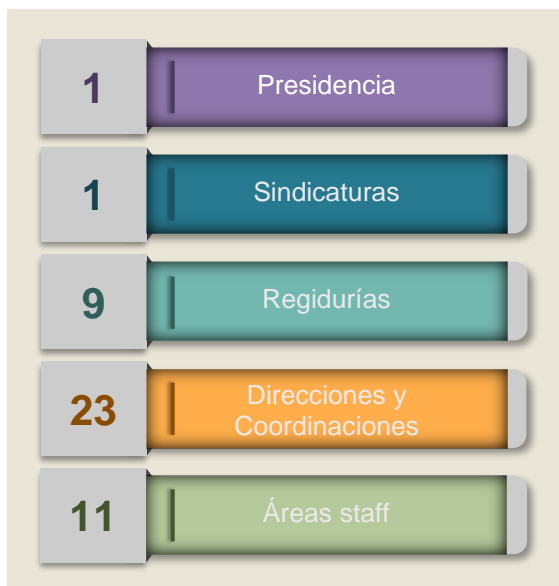 1
Presidencia
1
Sindicaturas
9
Regidurías
23
Direcciones y
Coordinaciones
11
Áreas staff